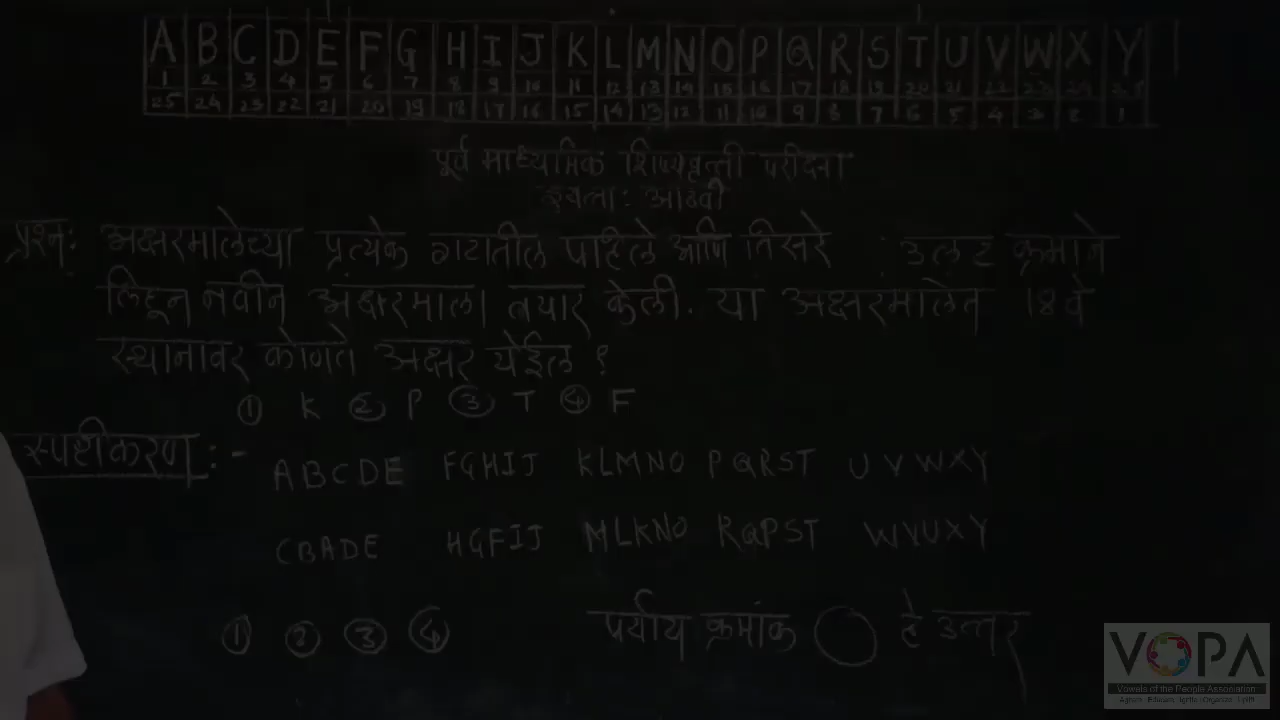 A B C D E F G H I J K L M N O P Q R S T U V W X Y
1 2 3 4 5 6 7 8 9 10 11 12 13 14 15 16 17 18 19 20 21 22 23 24 25
25 24 23 22 21 20 19 18 17 16 15 14 13 12 11 10 9 8 7 6 5 4 3 2 1
पूर्व माध्यमिक शिष्यवृत्ती परीक्षा
इयत्ता : आठवी
प्रश्न: अक्षरमालेच्या प्रत्येक गटातील पाहिले आणि तिसरे : उलट क्रमाने
लिहून नवीन अक्षरमाला तयार केली. या अक्षरमालेत 18 वे
स्थानावर कोणते अक्षर येईल ?
① K ② P ③ T ④ F
स्पष्टीकरण :-
ABCDE FGHIJ KLMNO PQRST UVWXY
CBADE HGFIJ MLKNO RQPST WVUXY
① ② ③ ④ पर्याय क्रमांक ◯ हे उत्तर
VOPA
Vowels of the People Association